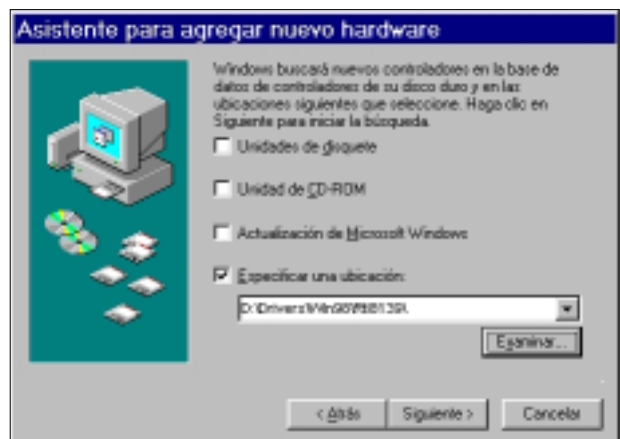 Asistente para agregar nuevo hardware
Windows buscará nuevos controladores en la base de
datos de controladores de su disco duro y en las
ubicaciones siguientes que seleccione. Haga clic en
Siguiente para iniciar la búsqueda.
Unidades de disquete
Unidad de CD-ROM
Actualización de Microsoft Windows
Especificar una ubicación:
Examinar...
< Atrás
Siguiente >
Cancelar